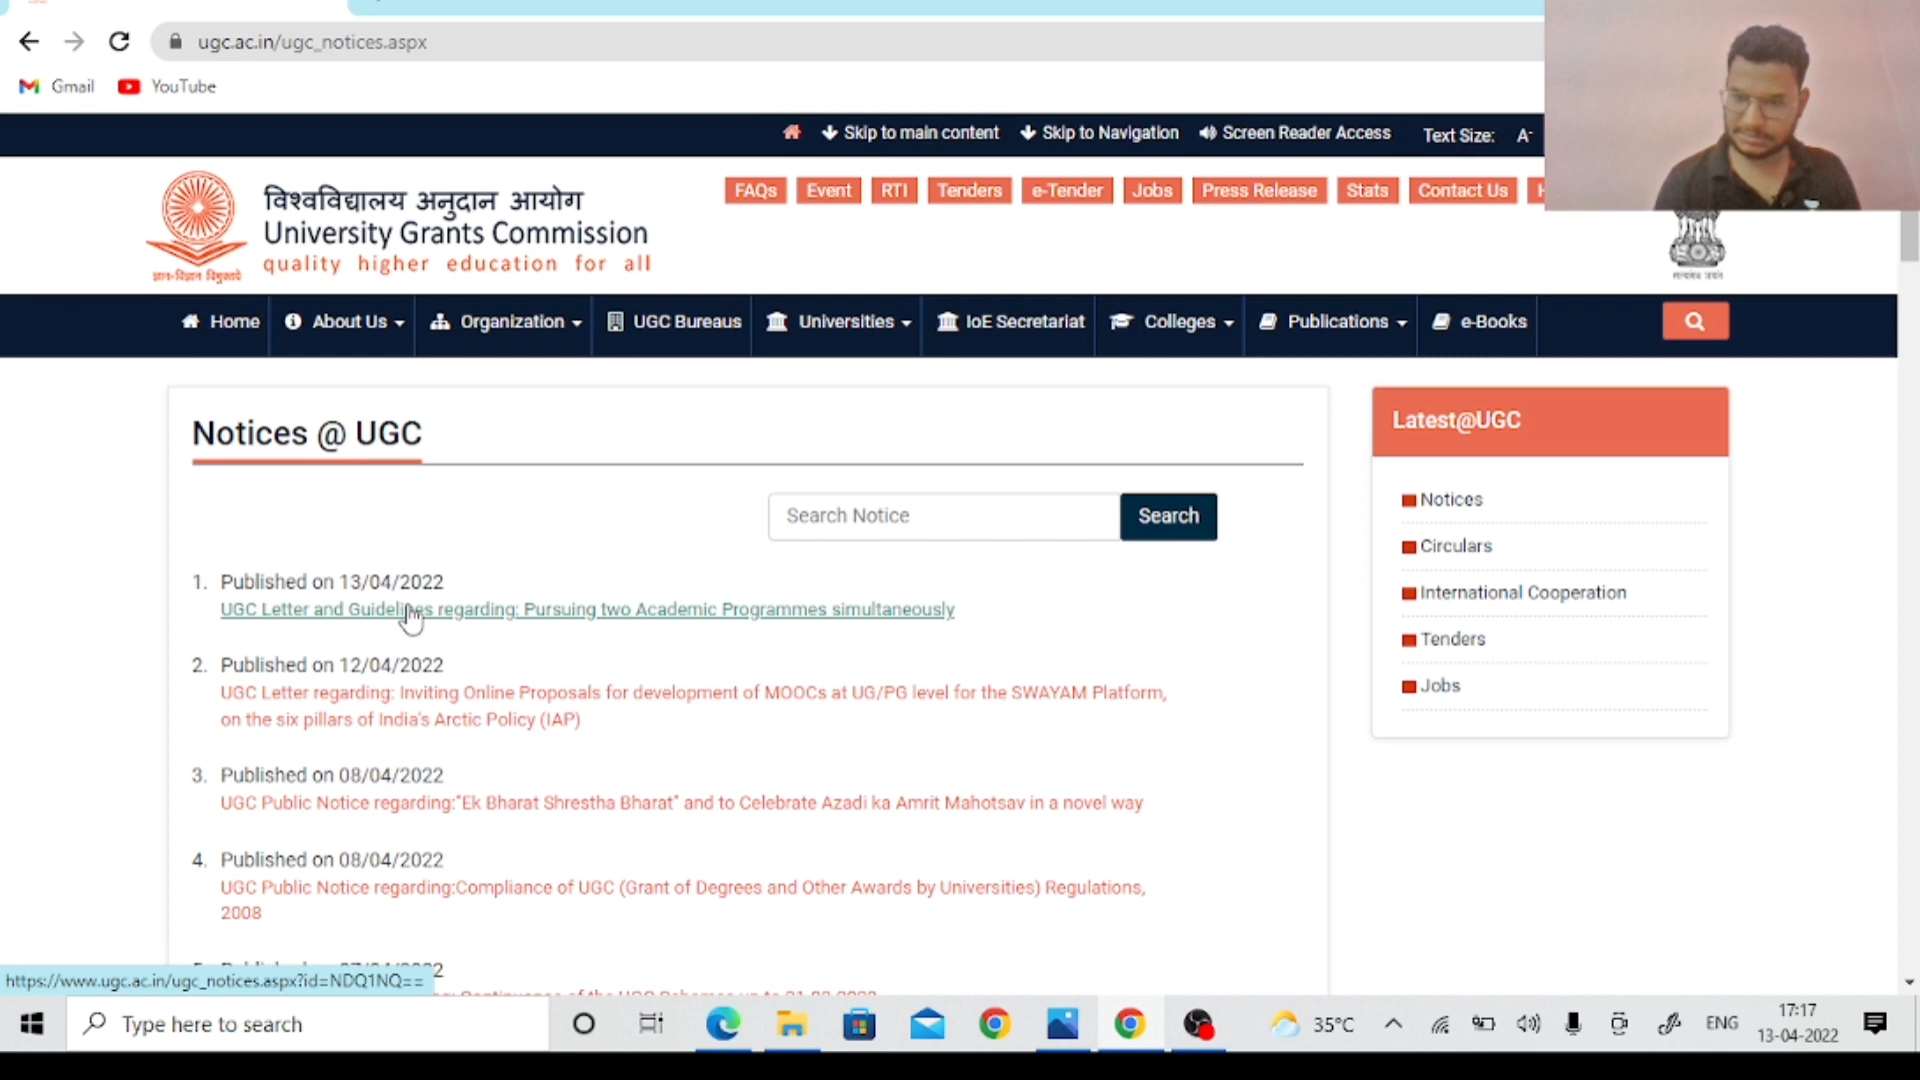 ugc.ac.in/ugc_notices.aspx
Gmail YouTube
Skip to main content Skip to Navigation Screen Reader Access Text Size: A-
FAQs Event RTI Tenders e-Tender Jobs Press Release Stats Contact Us
विश्वविद्यालय अनुदान आयोग
University Grants Commission
quality higher education for all
ज्ञान-विज्ञान विमुक्तये
सत्यमेव जयते
Home About Us Organization UGC Bureaus Universities IoE Secretariat Colleges Publications e-Books
Notices @ UGC
Search Notice Search
1. Published on 13/04/2022
UGC Letter and Guidelines regarding: Pursuing two Academic Programmes simultaneously
2. Published on 12/04/2022
UGC Letter regarding: Inviting Online Proposals for development of MOOCs at UG/PG level for the SWAYAM Platform,
on the six pillars of India's Arctic Policy (IAP)
3. Published on 08/04/2022
UGC Public Notice regarding:"Ek Bharat Shrestha Bharat" and to Celebrate Azadi ka Amrit Mahotsav in a novel way
4. Published on 08/04/2022
UGC Public Notice regarding:Compliance of UGC (Grant of Degrees and Other Awards by Universities) Regulations,
2008
Latest@UGC
Notices
Circulars
International Cooperation
Tenders
Jobs
https://www.ugc.ac.in/ugc_notices.aspx?id=NDQ1NQ==
Type here to search
35°C
ENG
17:17
13-04-2022